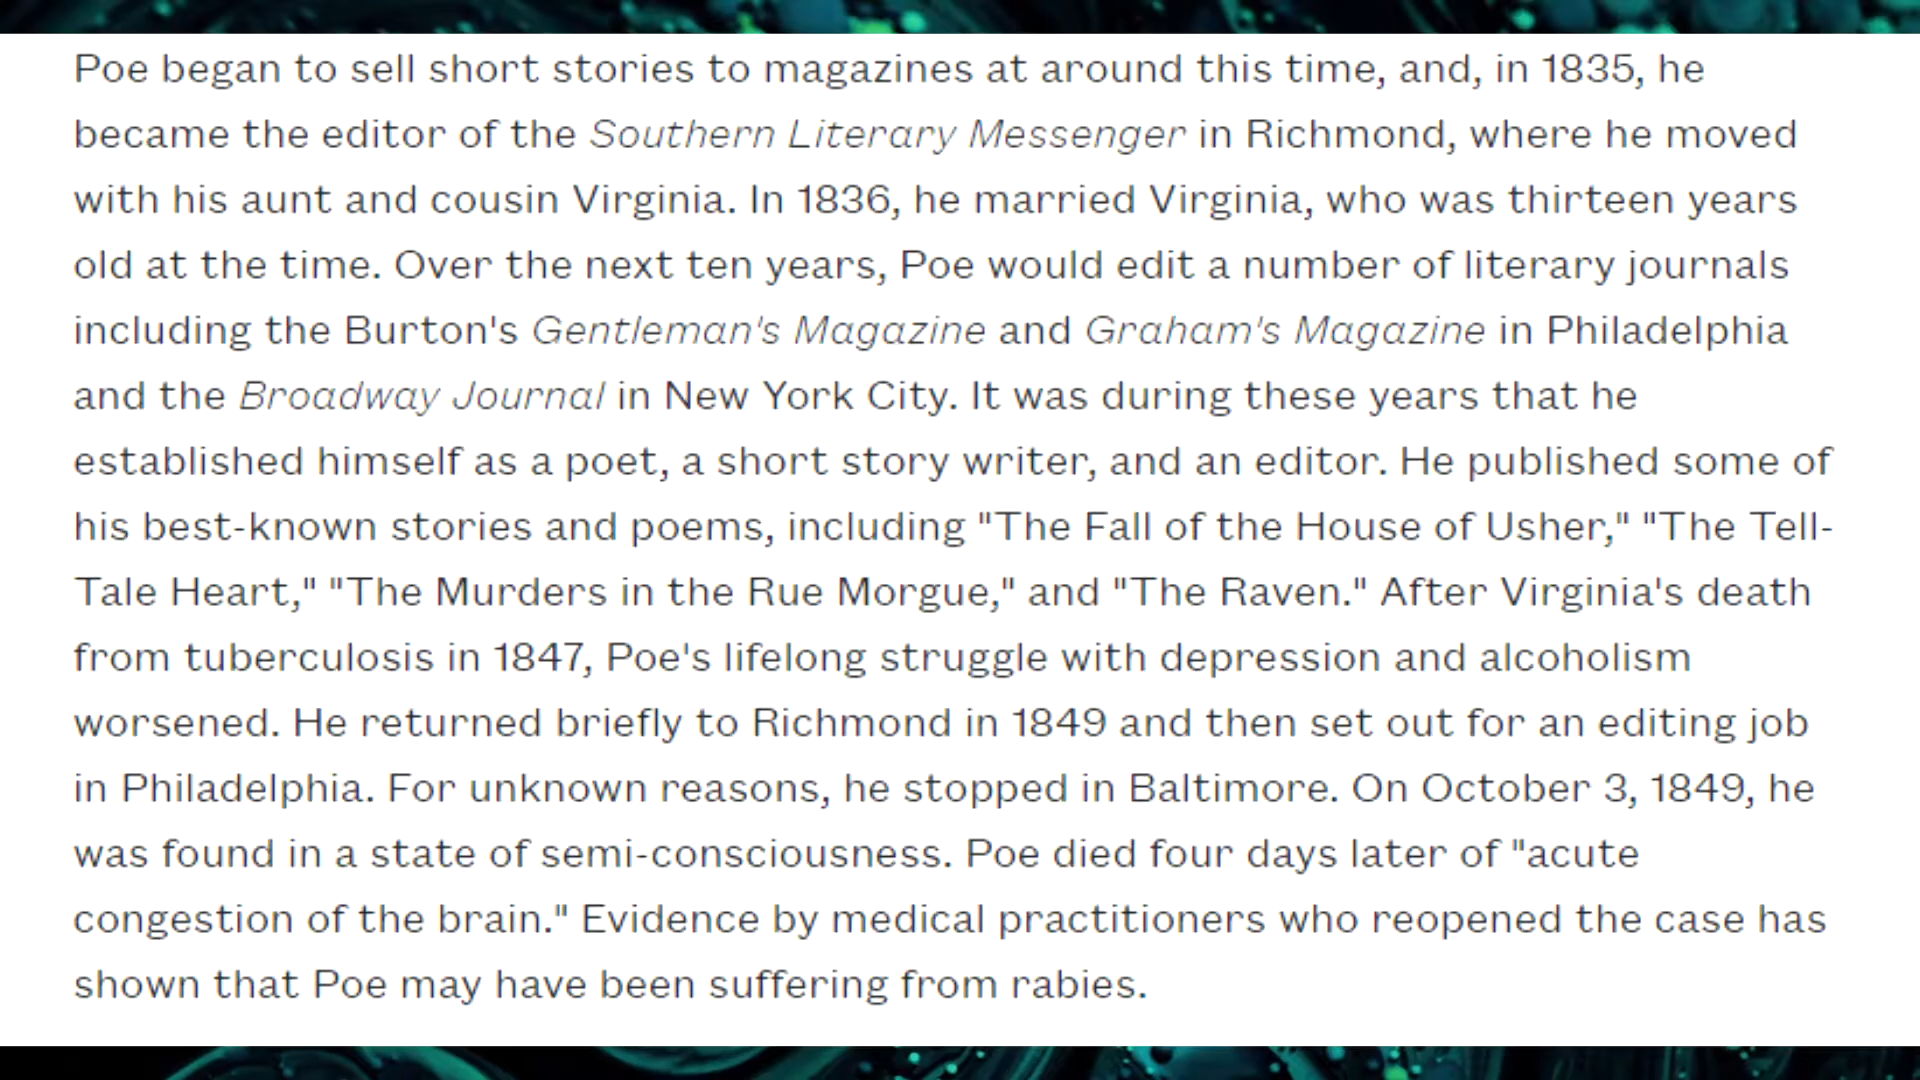 Poe began to sell short stories to magazines at around this time, and, in 1835, he
became the editor of the Southern Literary Messenger in Richmond, where he moved
with his aunt and cousin Virginia. In 1836, he married Virginia, who was thirteen years
old at the time. Over the next ten years, Poe would edit a number of literary journals
including the Burton's Gentleman's Magazine and Graham's Magazine in Philadelphia
and the Broadway Journal in New York City. It was during these years that he
established himself as a poet, a short story writer, and an editor. He published some of
his best-known stories and poems, including "The Fall of the House of Usher," "The Tell-
Tale Heart," "The Murders in the Rue Morgue," and "The Raven." After Virginia's death
from tuberculosis in 1847, Poe's lifelong struggle with depression and alcoholism
worsened. He returned briefly to Richmond in 1849 and then set out for an editing job
in Philadelphia. For unknown reasons, he stopped in Baltimore. On October 3, 1849, he
was found in a state of semi-consciousness. Poe died four days later of "acute
congestion of the brain." Evidence by medical practitioners who reopened the case has
shown that Poe may have been suffering from rabies.